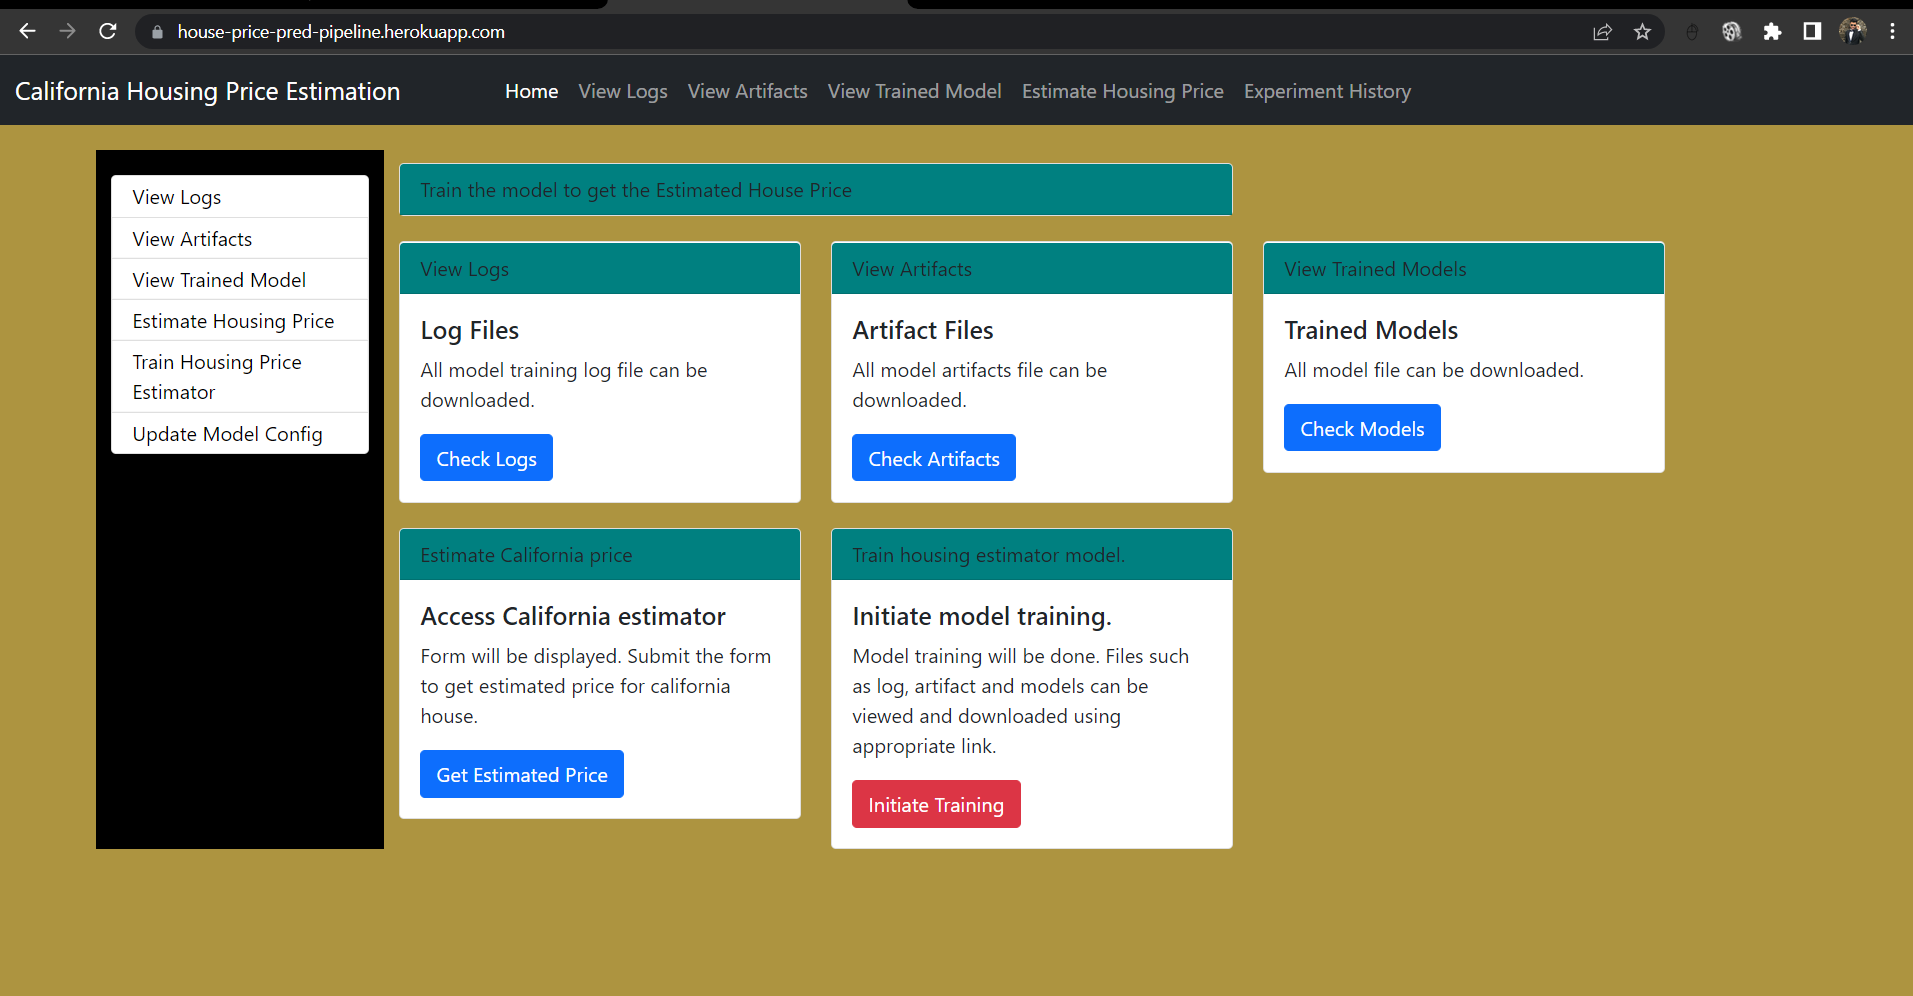 house-price-pred-pipeline.herokuapp.com
California Housing Price Estimation
Home View Logs View Artifacts View Trained Model Estimate Housing Price Experiment History
View Logs
View Artifacts
View Trained Model
Estimate Housing Price
Train Housing Price
Estimator
Update Model Config
Train the model to get the Estimated House Price
View Logs
Log Files
All model training log file can be
downloaded.
Check Logs
View Artifacts
Artifact Files
All model artifacts file can be
downloaded.
Check Artifacts
View Trained Models
Trained Models
All model file can be downloaded.
Check Models
Estimate California price
Access California estimator
Form will be displayed. Submit the form
to get estimated price for california
house.
Get Estimated Price
Train housing estimator model.
Initiate model training.
Model training will be done. Files such
as log, artifact and models can be
viewed and downloaded using
appropriate link.
Initiate Training